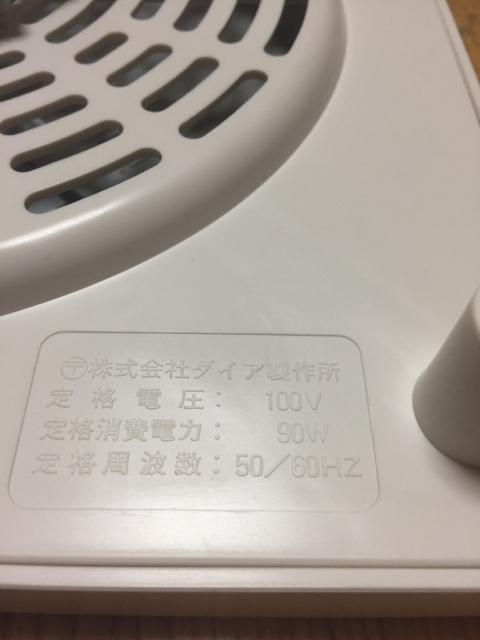 〶株式会社ダイア製作所
定格電圧: 100V
定格消費電力: 90W
定格周波数: 50/60HZ